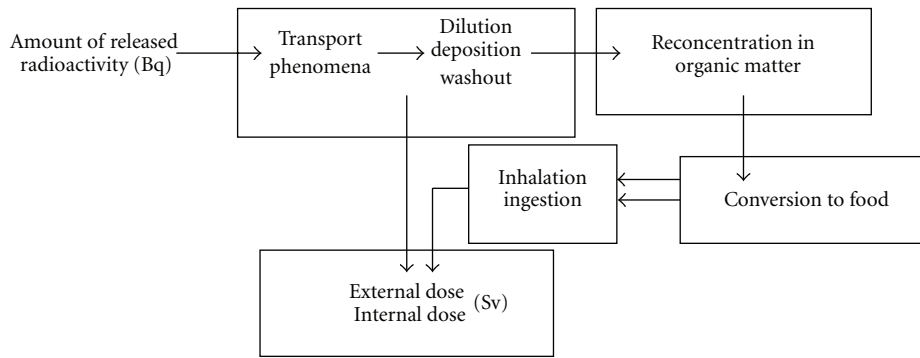 Amount of released
radioactivity (Bq)
Transport
phenomena
Dilution
deposition
washout
Reconcentration in
organic matter
Inhalation
ingestion
Conversion to food
External dose
Internal dose
(Sv)